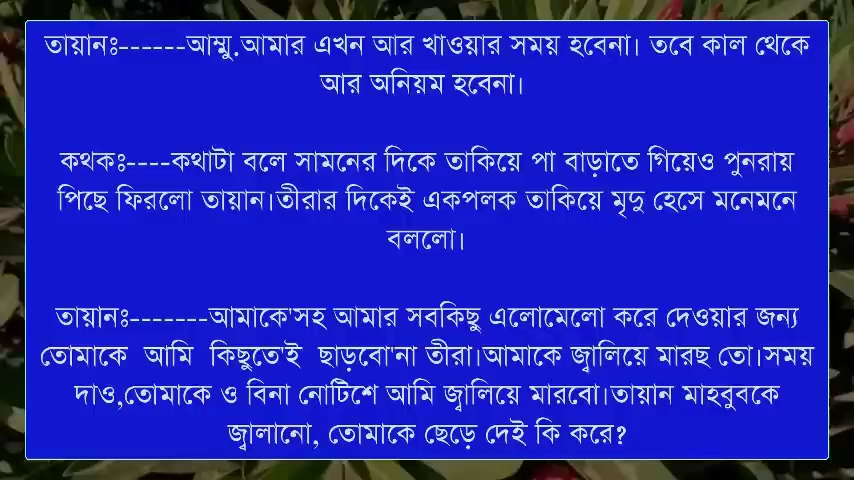 তায়ানঃ------আম্মু.আমার এখন আর খাওয়ার সময় হবেনা। তবে কাল থেকে
আর অনিয়ম হবেনা।
কথকঃ----কথাটা বলে সামনের দিকে তাকিয়ে পা বাড়াতে গিয়েও পুনরায়
পিছে ফিরলো তায়ান।তীরার দিকেই একপলক তাকিয়ে মৃদু হেসে মনেমনে
বললো।
তায়ানঃ-------আমাকে'সহ আমার সবকিছু এলোমেলো করে দেওয়ার জন্য
তোমাকে আমি কিছুতে'ই ছাড়বো'না তীরা।আমাকে জ্বালিয়ে মারছ তো।সময়
দাও,তোমাকে ও বিনা নোটিশে আমি জ্বালিয়ে মারবো।তায়ান মাহবুবকে
জ্বালানো, তোমাকে ছেড়ে দেই কি করে?